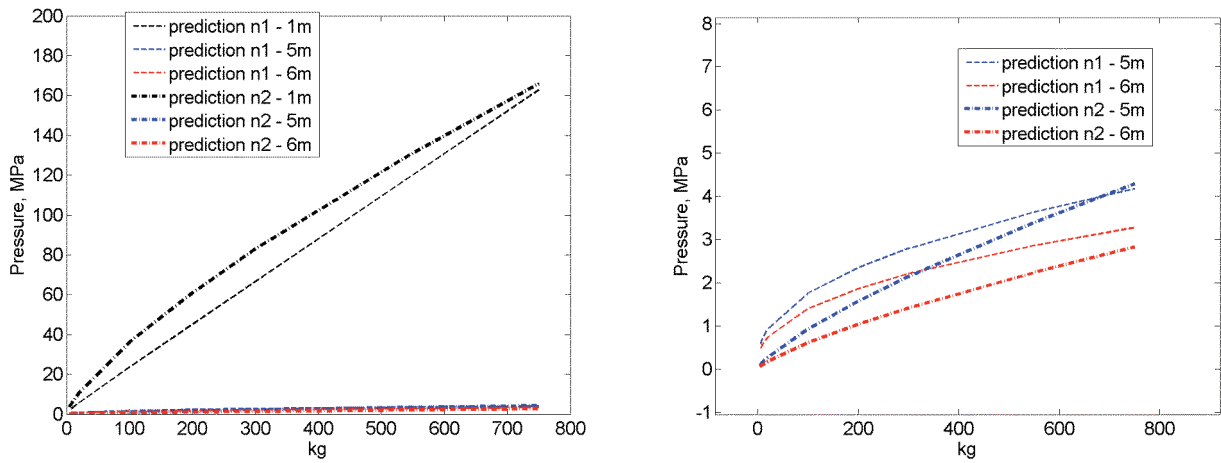 200
180
160
140
120
100
80
60
40
20
0
Pressure, MPa
prediction n1 - 1m
prediction n1 - 5m
prediction n1 - 6m
prediction n2 - 1m
prediction n2 - 5m
prediction n2 - 6m
0 100 200 300 400 500 600 700 800
kg
8
7
6
5
4
3
2
1
0
-1
Pressure, MPa
prediction n1 - 5m
prediction n1 - 6m
prediction n2 - 5m
prediction n2 - 6m
0 200 400 600 800
kg